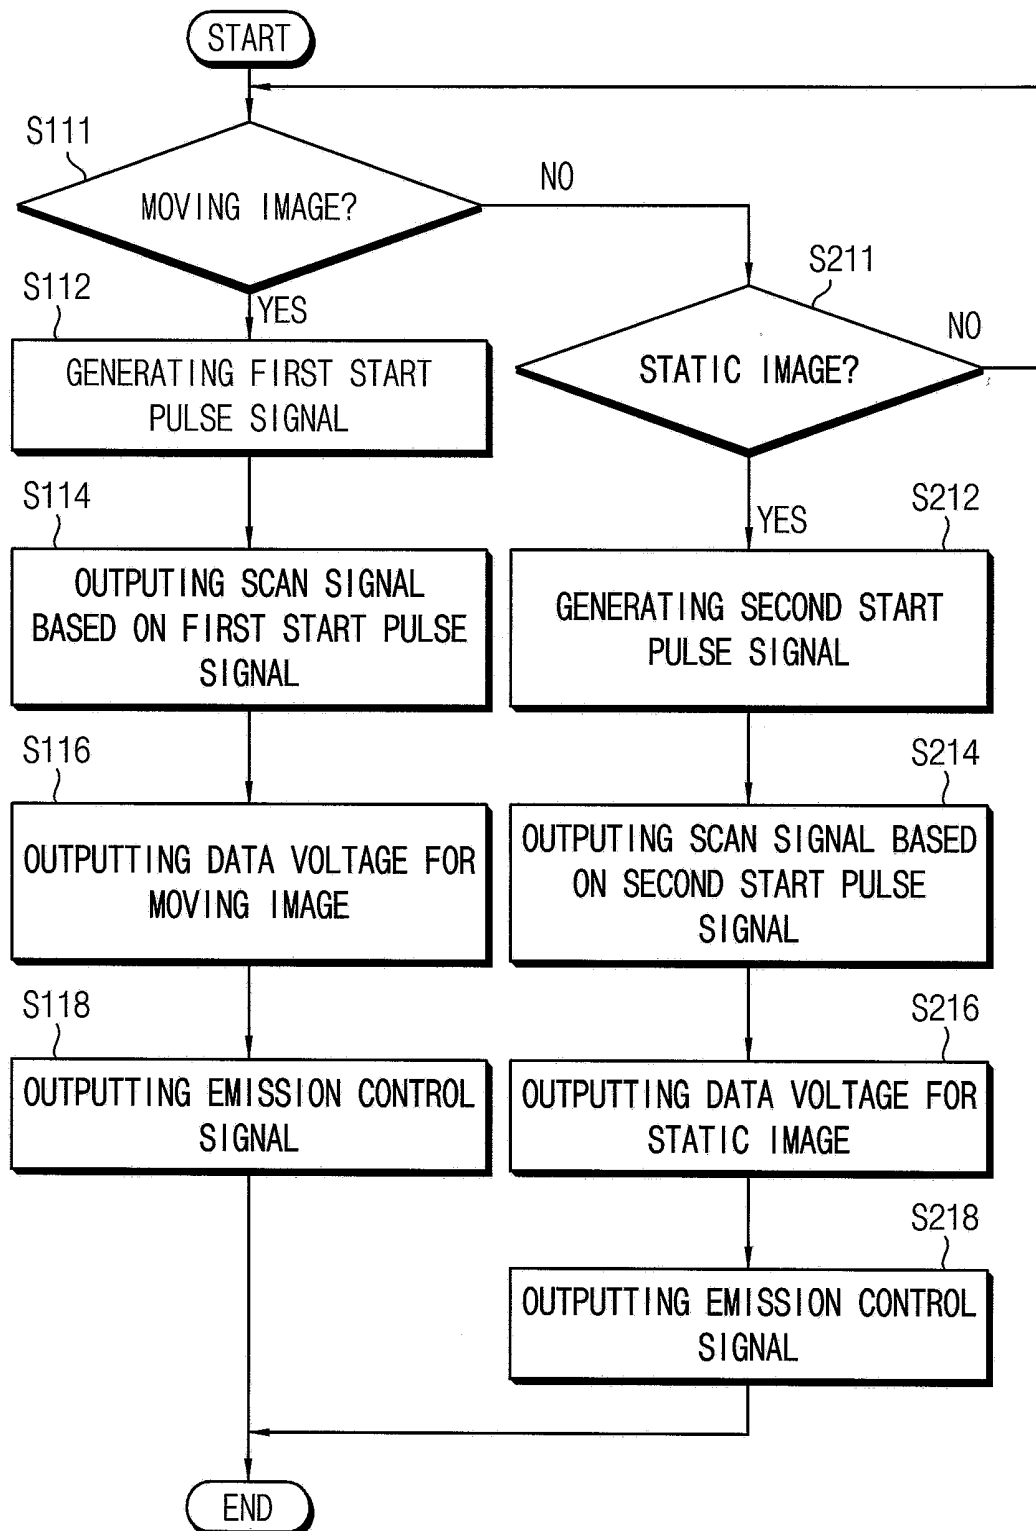 START
S111
MOVING IMAGE?
NO
YES
S112
GENERATING FIRST START
PULSE SIGNAL
S114
OUTPUTING SCAN SIGNAL
BASED ON FIRST START PULSE
SIGNAL
S116
OUTPUTTING DATA VOLTAGE FOR
MOVING IMAGE
S118
OUTPUTTING EMISSION CONTROL
SIGNAL
S211
STATIC IMAGE?
NO
YES
S212
GENERATING SECOND START
PULSE SIGNAL
S214
OUTPUTING SCAN SIGNAL BASED
ON SECOND START PULSE
SIGNAL
S216
OUTPUTTING DATA VOLTAGE FOR
STATIC IMAGE
S218
OUTPUTTING EMISSION CONTROL
SIGNAL
END